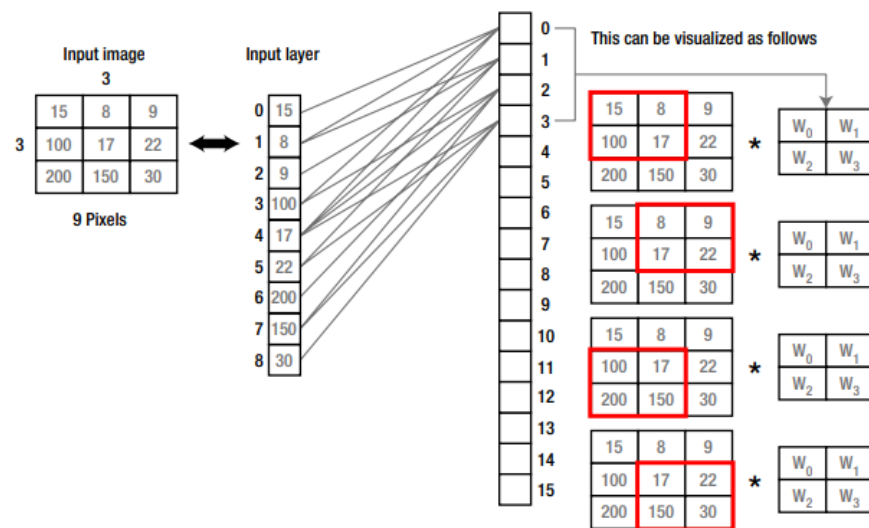 Input image
3
3
15 8 9
100 17 22
200 150 30
9 Pixels
Input layer
0 15
1 8
2 9
3 100
4 17
5 22
6 200
7 150
8 30
0
1
2
3
4
5
6
7
8
9
10
11
12
13
14
15
This can be visualized as follows
15 8 9
100 17 22
200 150 30
*
W₀ W₁
W₂ W₃
15 8 9
100 17 22
200 150 30
*
W₀ W₁
W₂ W₃
15 8 9
100 17 22
200 150 30
*
W₀ W₁
W₂ W₃
15 8 9
100 17 22
200 150 30
*
W₀ W₁
W₂ W₃